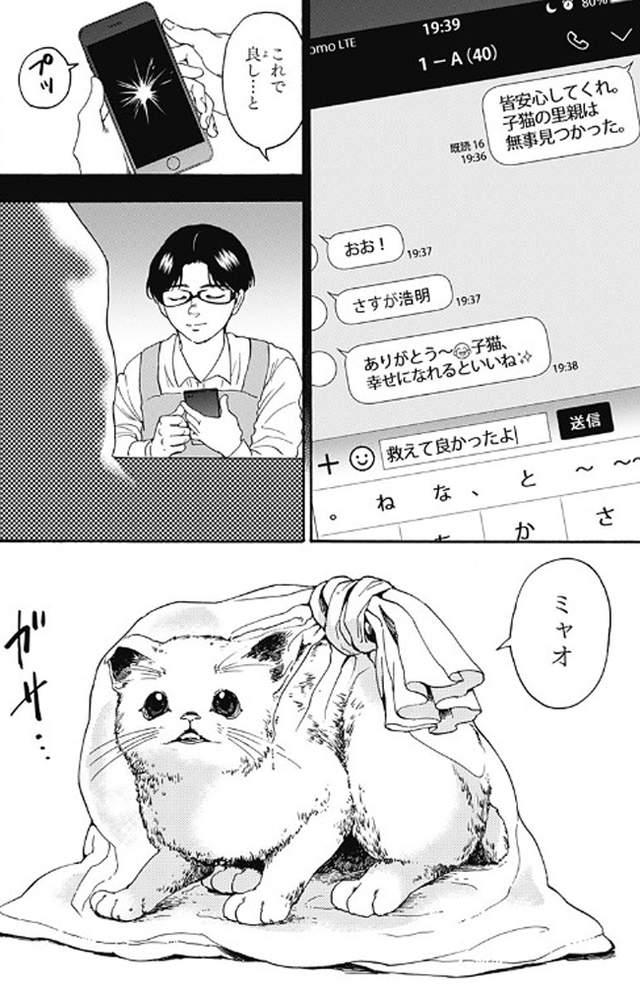 19:39
80%
omo LTE
1－A（40）
皆安心してくれ。
子猫の里親は
無事見つかった。
既読 16
19:36
おお！
19:37
さすが浩明
19:37
ありがとう〜😂子猫、
幸せになれるといいね✨
19:38
救えて良かったよ
送信
。 ね な 、 と 〜 〜〜
か さ
これで
良し…と
よ
プッ
ミャオ
ガサ…